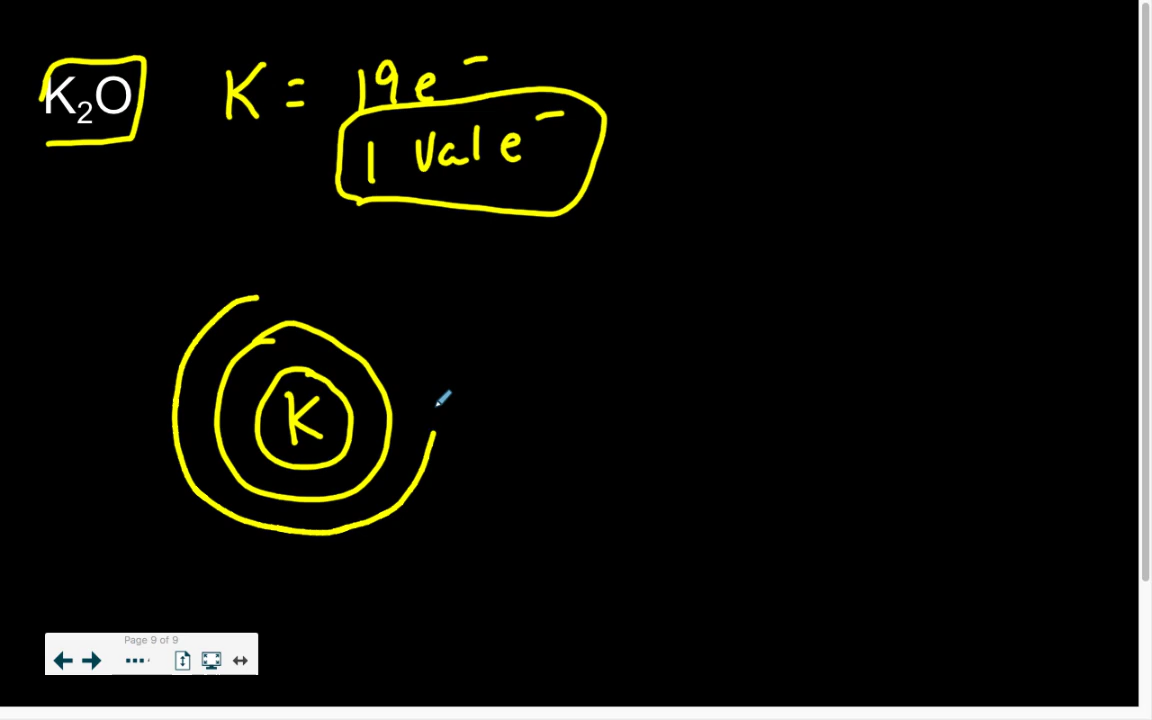 K₂O
K = 19e⁻
1 Val e⁻
K
Page 9 of 9